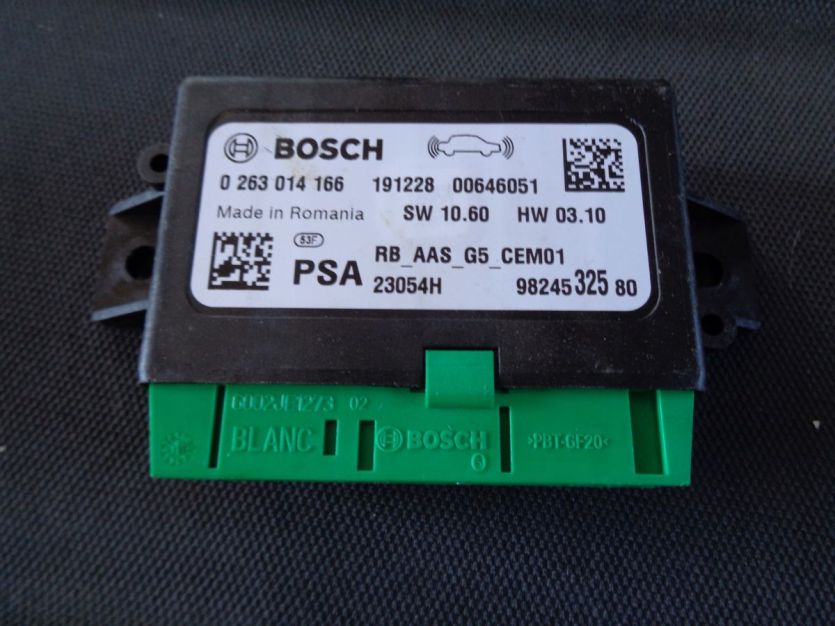 BOSCH
0 263 014 166 191228 00646051
Made in Romania SW 10.60 HW 03.10
53F
PSA RB_AAS_G5_CEM01
23054H 98245 325 80
02
BLANC BOSCH >PBT-GF20<